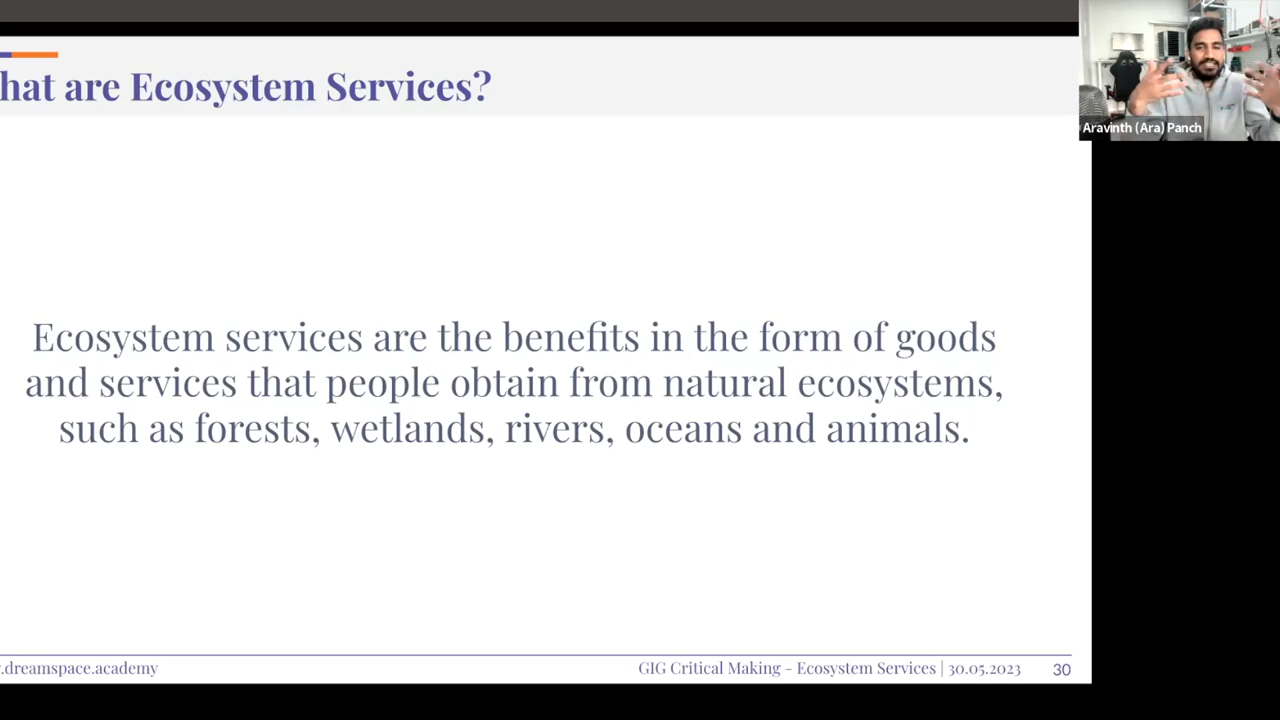 hat are Ecosystem Services?
Aravinth (Ara) Panch
Ecosystem services are the benefits in the form of goods
and services that people obtain from natural ecosystems,
such as forests, wetlands, rivers, oceans and animals.
.dreamspace.academy
GIG Critical Making - Ecosystem Services | 30.05.2023 30